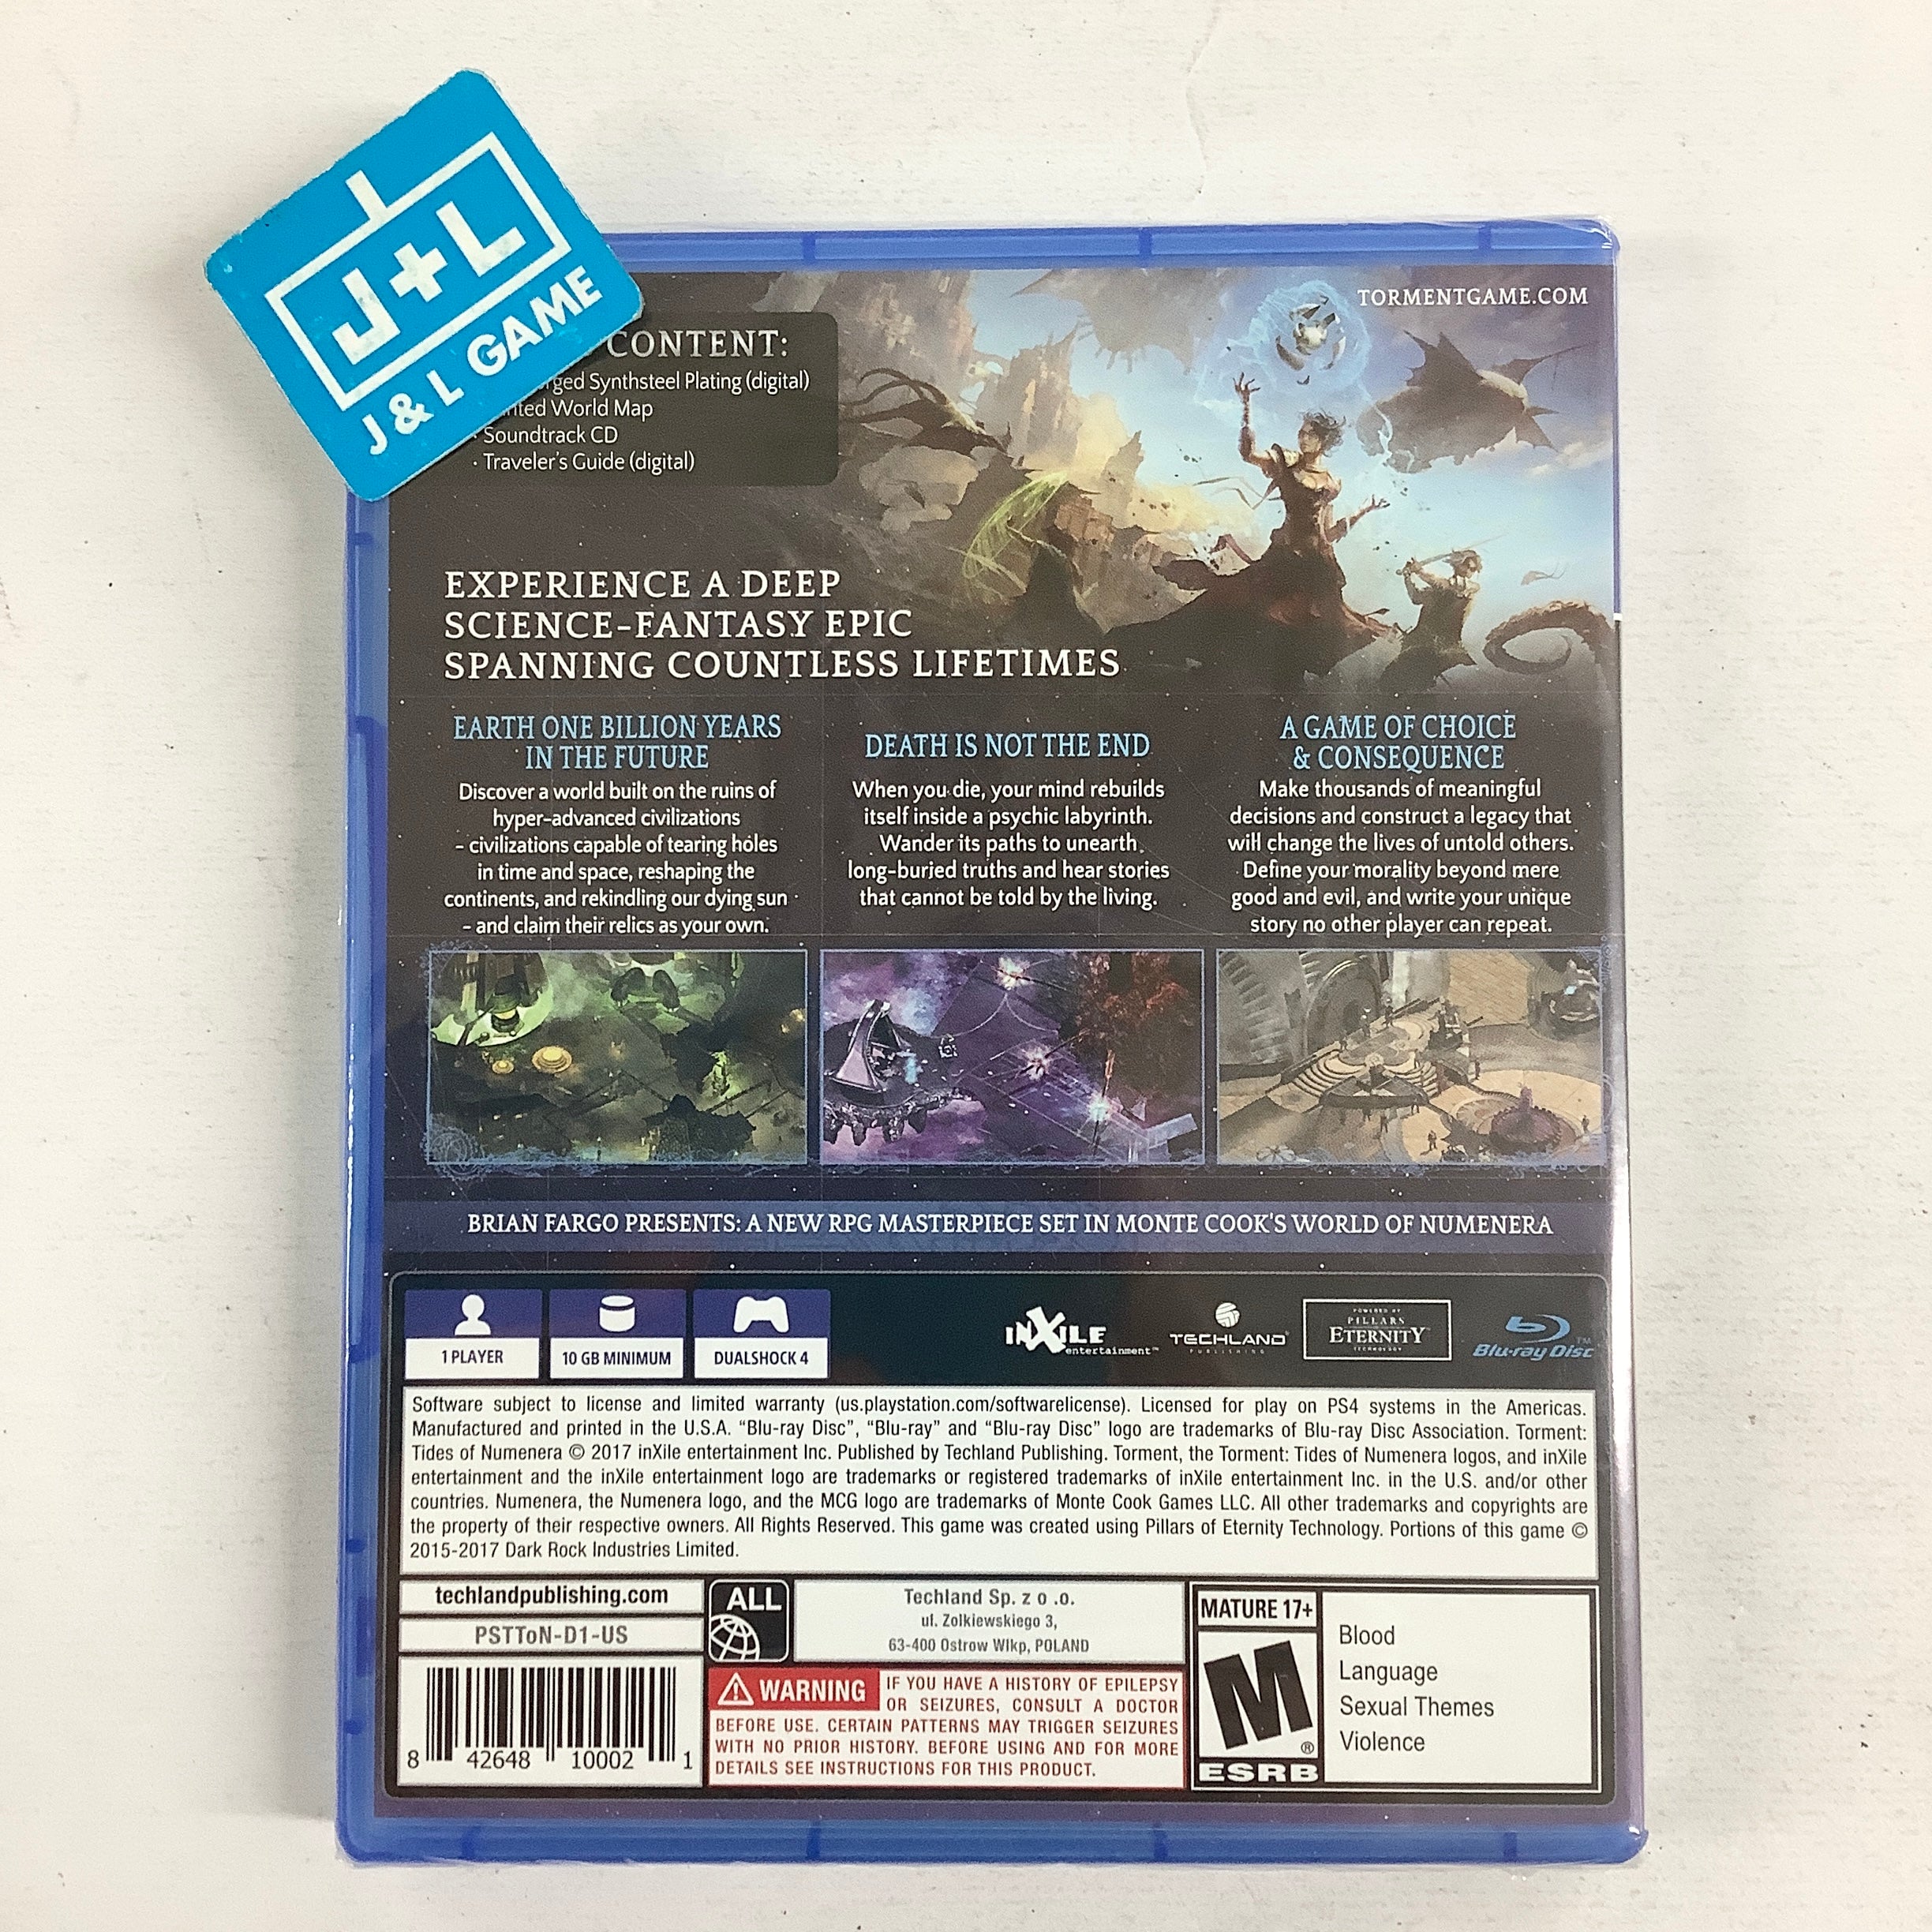 J+L
J & L GAME
TORMENTGAME.COM
CONTENT:
Synthsteel Plating (digital)
World Map
· Soundtrack CD
· Traveler's Guide (digital)
EXPERIENCE A DEEP
SCIENCE-FANTASY EPIC
SPANNING COUNTLESS LIFETIMES
EARTH ONE BILLION YEARS
IN THE FUTURE
Discover a world built on the ruins of
hyper-advanced civilizations
- civilizations capable of tearing holes
in time and space, reshaping the
continents, and rekindling our dying sun
- and claim their relics as your own.
DEATH IS NOT THE END
When you die, your mind rebuilds
itself inside a psychic labyrinth.
Wander its paths to unearth
long-buried truths and hear stories
that cannot be told by the living.
A GAME OF CHOICE
& CONSEQUENCE
Make thousands of meaningful
decisions and construct a legacy that
will change the lives of untold others.
Define your morality beyond mere
good and evil, and write your unique
story no other player can repeat.
BRIAN FARGO PRESENTS: A NEW RPG MASTERPIECE SET IN MONTE COOK'S WORLD OF NUMENERA
1 PLAYER
10 GB MINIMUM
DUALSHOCK 4
INXILE
entertainment™
TECHLAND®
PUBLISHING
POWERED BY
PILLARS
ETERNITY
TECHNOLOGY
Blu-ray Disc™
Software subject to license and limited warranty (us.playstation.com/softwarelicense). Licensed for play on PS4 systems in the Americas.
Manufactured and printed in the U.S.A. "Blu-ray Disc", "Blu-ray" and "Blu-ray Disc" logo are trademarks of Blu-ray Disc Association. Torment:
Tides of Numenera © 2017 inXile entertainment Inc. Published by Techland Publishing. Torment, the Torment: Tides of Numenera logos, and inXile
entertainment and the inXile entertainment logo are trademarks or registered trademarks of inXile entertainment Inc. in the U.S. and/or other
countries. Numenera, the Numenera logo, and the MCG logo are trademarks of Monte Cook Games LLC. All other trademarks and copyrights are
the property of their respective owners. All Rights Reserved. This game was created using Pillars of Eternity Technology. Portions of this game ©
2015-2017 Dark Rock Industries Limited.
techlandpublishing.com
PSTToN-D1-US
8 42648 10002 1
ALL
Techland Sp. z o .o.
ul. Zolkiewskiego 3,
63-400 Ostrow Wlkp, POLAND
WARNING IF YOU HAVE A HISTORY OF EPILEPSY
OR SEIZURES, CONSULT A DOCTOR
BEFORE USE. CERTAIN PATTERNS MAY TRIGGER SEIZURES
WITH NO PRIOR HISTORY. BEFORE USING AND FOR MORE
DETAILS SEE INSTRUCTIONS FOR THIS PRODUCT.
MATURE 17+
M®
ESRB
Blood
Language
Sexual Themes
Violence